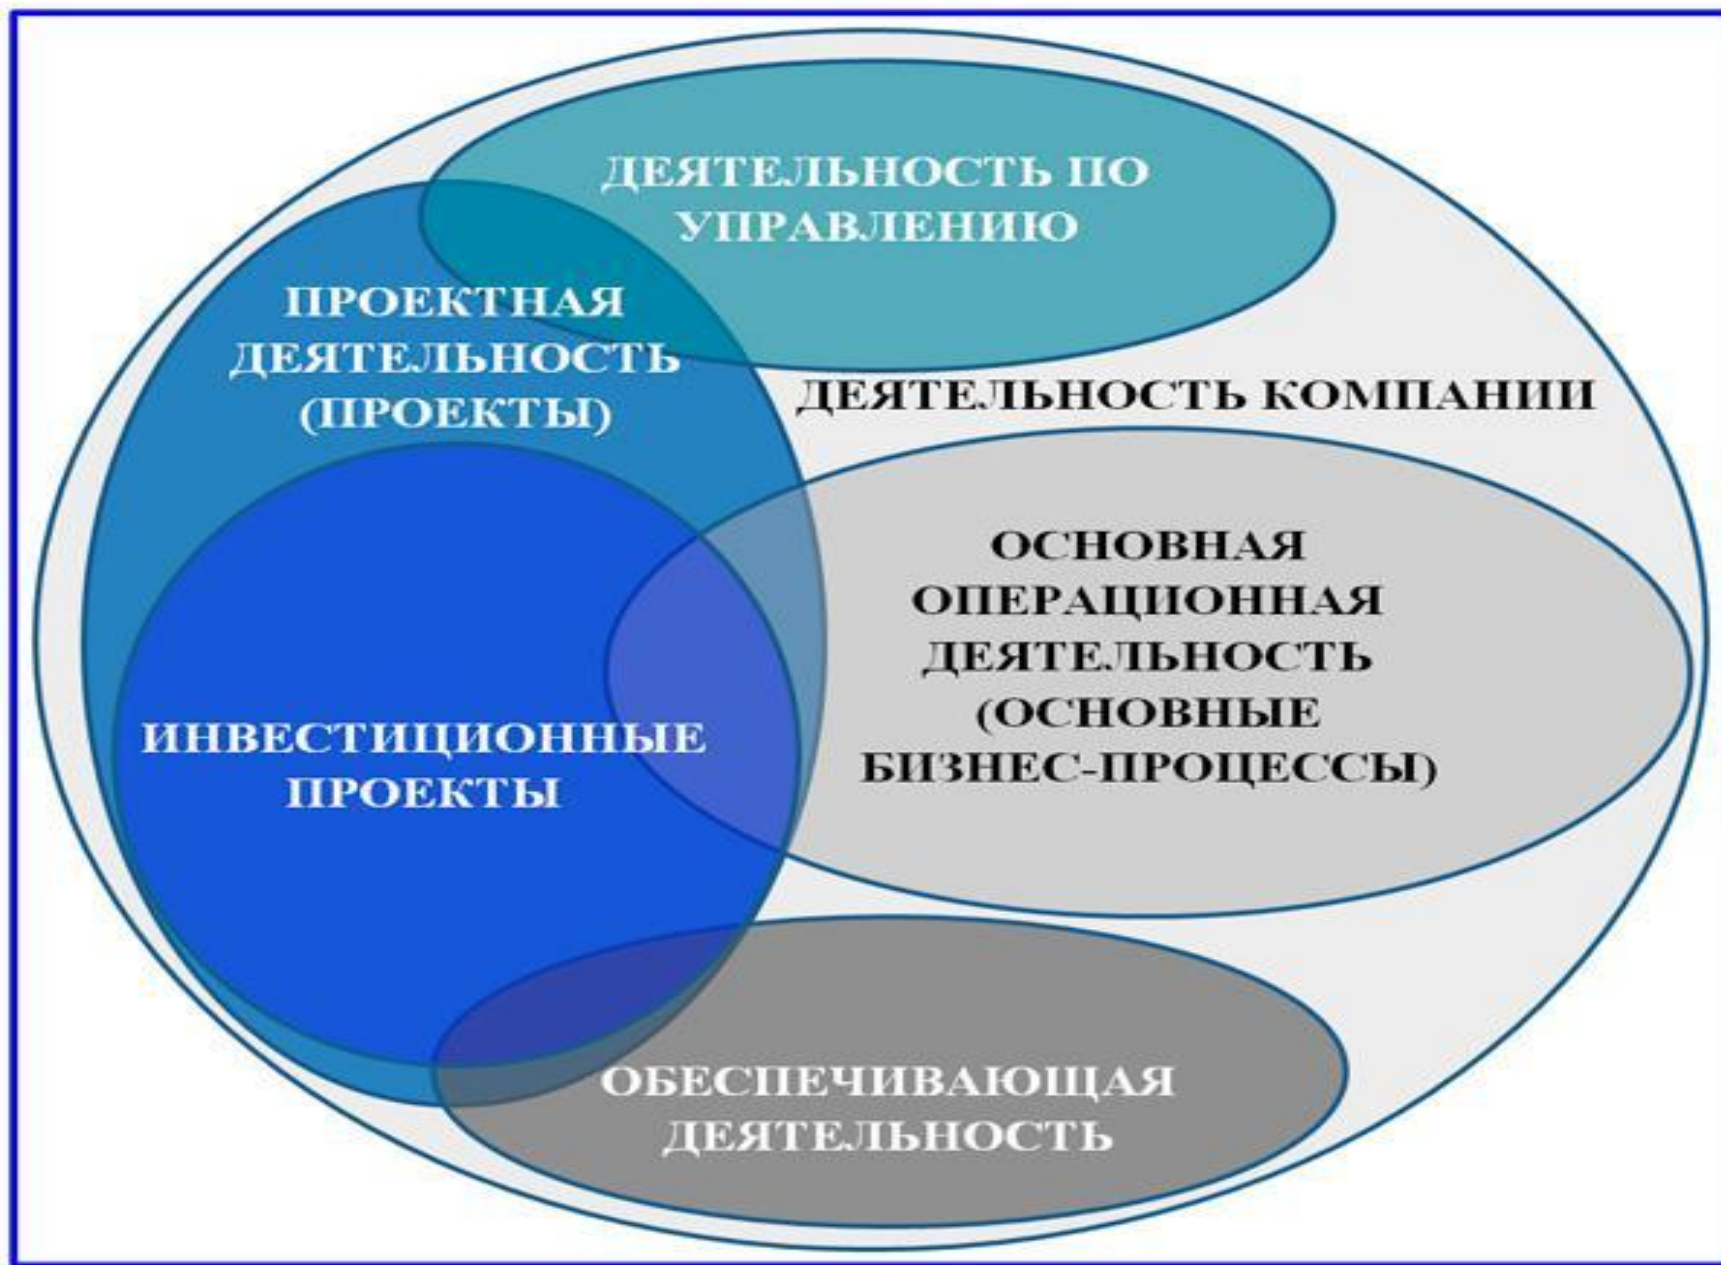 ДЕЯТЕЛЬНОСТЬ ПО
УПРАВЛЕНИЮ
ПРОЕКТНАЯ
ДЕЯТЕЛЬНОСТЬ
(ПРОЕКТЫ)
ДЕЯТЕЛЬНОСТЬ КОМПАНИИ
ОСНОВНАЯ
ОПЕРАЦИОННАЯ
ДЕЯТЕЛЬНОСТЬ
(ОСНОВНЫЕ
БИЗНЕС-ПРОЦЕССЫ)
ИНВЕСТИЦИОННЫЕ
ПРОЕКТЫ
ОБЕСПЕЧИВАЮЩАЯ
ДЕЯТЕЛЬНОСТЬ